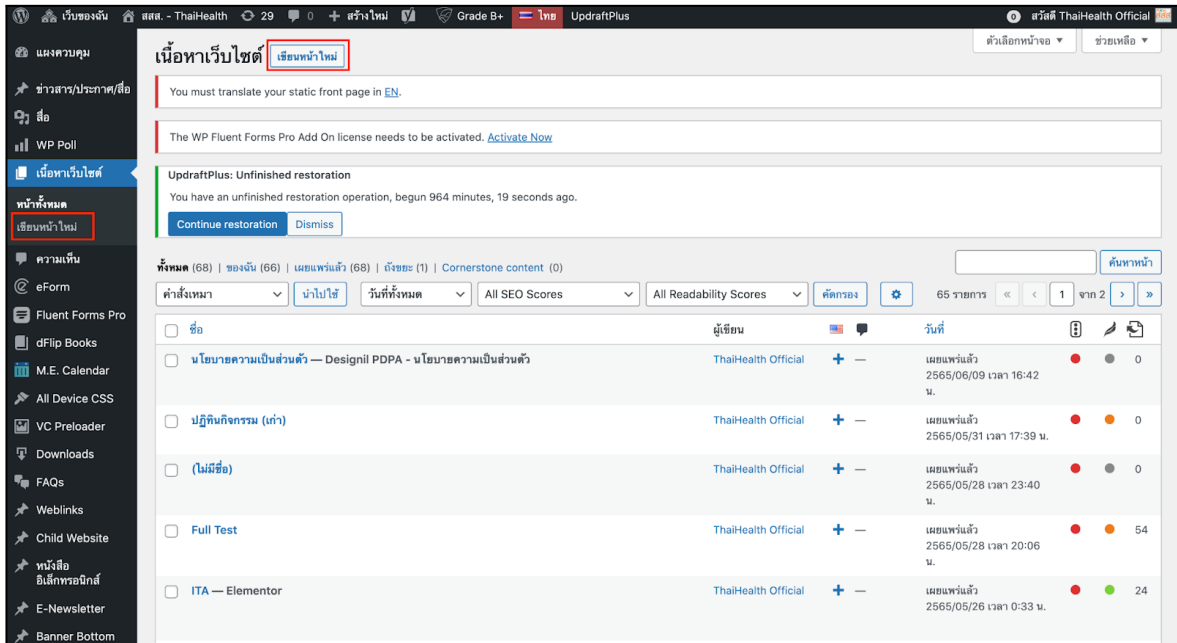 เว็บของฉัน สสส. - ThaiHealth 29 0 สร้างใหม่ Grade B+ ไทย UpdraftPlus 0 สวัสดี ThaiHealth Official
ตัวเลือกหน้าจอ ▼ ช่วยเหลือ ▼
แผงควบคุม
ข่าวสาร/ประกาศ/สื่อ
สื่อ
WP Poll
เนื้อหาเว็บไซต์
หน้าทั้งหมด
เขียนหน้าใหม่
ความเห็น
eForm
Fluent Forms Pro
dFlip Books
M.E. Calendar
All Device CSS
VC Preloader
Downloads
FAQs
Weblinks
Child Website
หนังสือ
อิเล็กทรอนิกส์
E-Newsletter
Banner Bottom
เนื้อหาเว็บไซต์ เขียนหน้าใหม่
You must translate your static front page in EN.
The WP Fluent Forms Pro Add On license needs to be activated. Activate Now
UpdraftPlus: Unfinished restoration
You have an unfinished restoration operation, begun 964 minutes, 19 seconds ago.
Continue restoration Dismiss
ทั้งหมด (68) | ของฉัน (66) | เผยแพร่แล้ว (68) | ถังขยะ (1) | Cornerstone content (0)
ค้นหาหน้า
คำสั่งเหมา นำไปใช้ วันที่ทั้งหมด All SEO Scores All Readability Scores คัดกรอง 65 รายการ « ‹ 1 จาก 2 › »
ชื่อ ผู้เขียน วันที่
นโยบายความเป็นส่วนตัว — Designil PDPA - นโยบายความเป็นส่วนตัว ThaiHealth Official + — เผยแพร่แล้ว 0
2565/06/09 เวลา 16:42
น.
ปฏิทินกิจกรรม (เก่า) ThaiHealth Official + — เผยแพร่แล้ว 0
2565/05/31 เวลา 17:39 น.
(ไม่มีชื่อ) ThaiHealth Official + — เผยแพร่แล้ว 0
2565/05/28 เวลา 23:40
น.
Full Test ThaiHealth Official + — เผยแพร่แล้ว 54
2565/05/28 เวลา 20:06
น.
ITA — Elementor ThaiHealth Official + — เผยแพร่แล้ว 24
2565/05/26 เวลา 0:33 น.